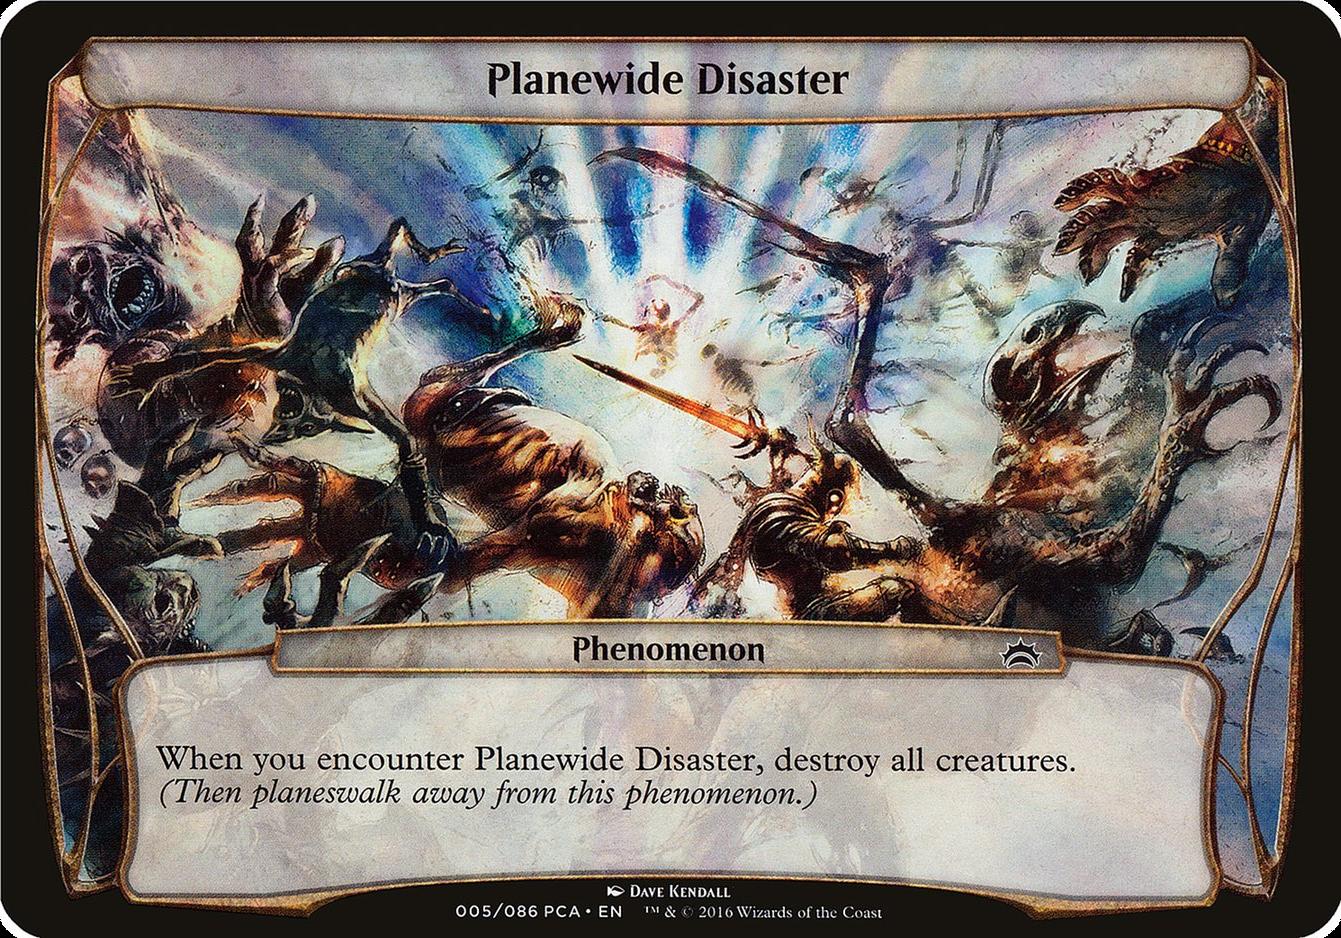 Planewide Disaster
Phenomenon
When you encounter Planewide Disaster, destroy all creatures.
(Then planeswalk away from this phenomenon.)
DAVE KENDALL
005/086 PCA • EN ™ & © 2016 Wizards of the Coast